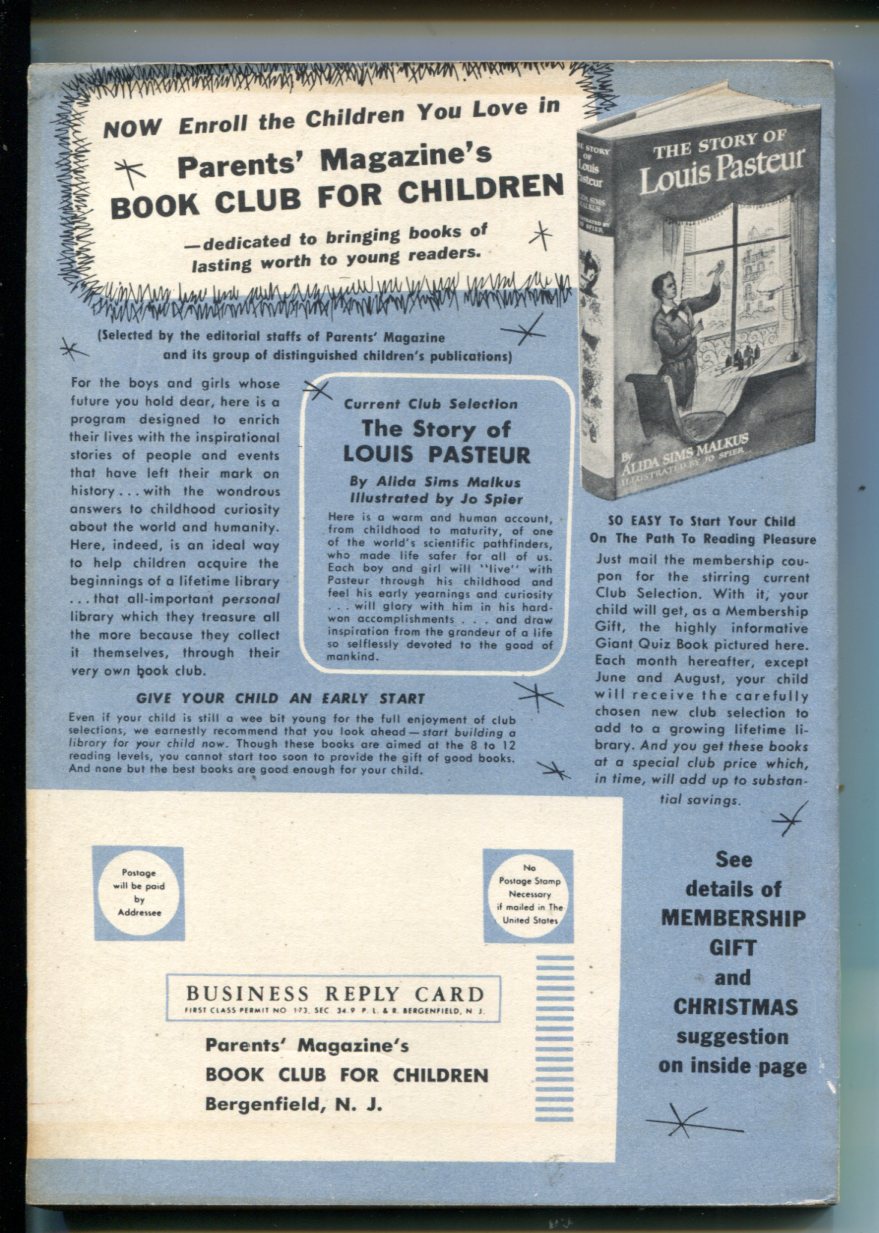 NOW Enroll the Children You Love in
Parents' Magazine's
BOOK CLUB FOR CHILDREN
—dedicated to bringing books of
lasting worth to young readers.
(Selected by the editorial staffs of Parents' Magazine
and its group of distinguished children's publications)
For the boys and girls whose
future you hold dear, here is a
program designed to enrich
their lives with the inspirational
stories of people and events
that have left their mark on
history . . . with the wondrous
answers to childhood curiosity
about the world and humanity.
Here, indeed, is an ideal way
to help children acquire the
beginnings of a lifetime library
. . . that all-important personal
library which they treasure all
the more because they collect
it themselves, through their
very own book club.
Current Club Selection
The Story of
LOUIS PASTEUR
By Alida Sims Malkus
Illustrated by Jo Spier
Here is a warm and human account,
from childhood to maturity, of one
of the world's scientific pathfinders,
who made life safer for all of us.
Each boy and girl will "live" with
Pasteur through his childhood and
feel his early yearnings and curiosity
. . . will glory with him in his hard-
won accomplishments . . . and draw
inspiration from the grandeur of a life
so selflessly devoted to the good of
mankind.
THE STORY OF
Louis Pasteur
By
ALIDA SIMS MALKUS
ILLUSTRATED BY JO SPIER
STORY
OF
Louis
SIMS
MALKUS
JO SPIER
GIVE YOUR CHILD AN EARLY START
Even if your child is still a wee bit young for the full enjoyment of club
selections, we earnestly recommend that you look ahead — start building a
library for your child now. Though these books are aimed at the 8 to 12
reading levels, you cannot start too soon to provide the gift of good books.
And none but the best books are good enough for your child.
SO EASY To Start Your Child
On The Path To Reading Pleasure
Just mail the membership cou-
pon for the stirring current
Club Selection. With it, your
child will get, as a Membership
Gift, the highly informative
Giant Quiz Book pictured here.
Each month hereafter, except
June and August, your child
will receive the carefully
chosen new club selection to
add to a growing lifetime li-
brary. And you get these books
at a special club price which,
in time, will add up to substan-
tial savings.
See
details of
MEMBERSHIP
GIFT
and
CHRISTMAS
suggestion
on inside page
Postage
will be paid
by
Addressee
No
Postage Stamp
Necessary
if mailed in The
United States
BUSINESS REPLY CARD
FIRST CLASS PERMIT NO 173, SEC. 34.9 P. L. & R. BERGENFIELD, N. J.
Parents' Magazine's
BOOK CLUB FOR CHILDREN
Bergenfield, N. J.